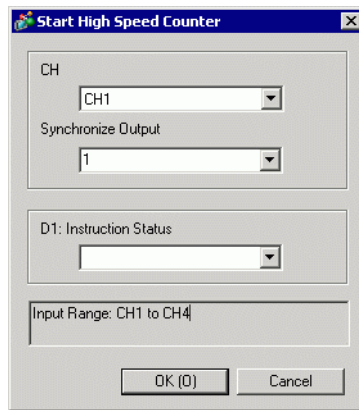 Start High Speed Counter
CH
CH1
Synchronize Output
1
D1: Instruction Status
Input Range: CH1 to CH4
OK (O)
Cancel